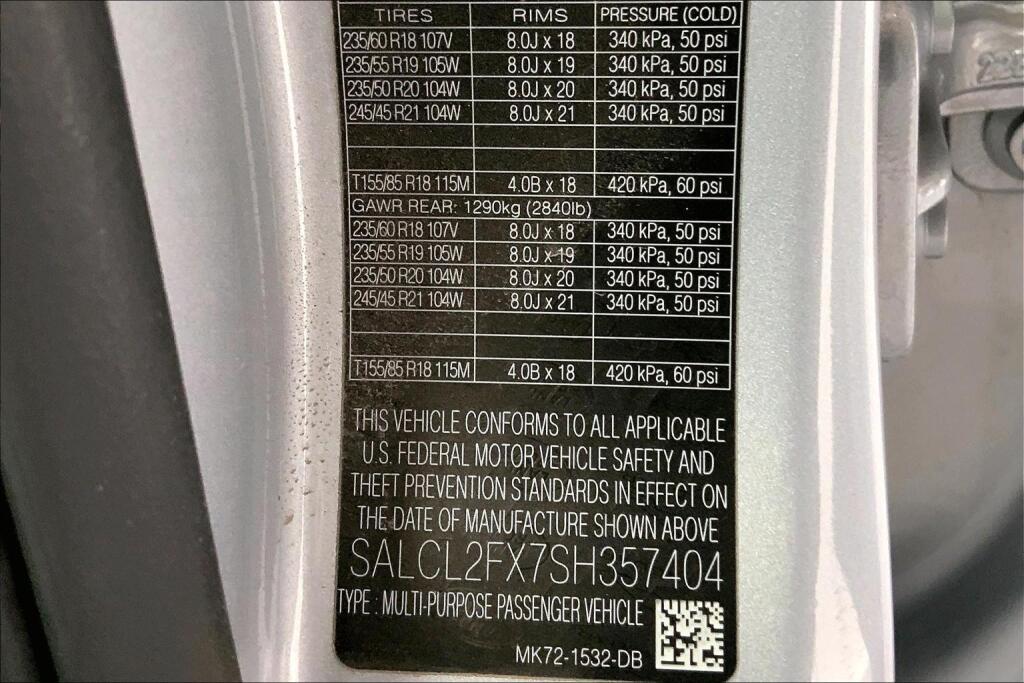 TIRES RIMS PRESSURE (COLD)
235/60 R18 107V 8.0J x 18 340 kPa, 50 psi
235/55 R19 105W 8.0J x 19 340 kPa, 50 psi
235/50 R20 104W 8.0J x 20 340 kPa, 50 psi
245/45 R21 104W 8.0J x 21 340 kPa, 50 psi
T155/85 R18 115M 4.0B x 18 420 kPa, 60 psi
GAWR REAR: 1290kg (2840lb)
235/60 R18 107V 8.0J x 18 340 kPa, 50 psi
235/55 R19 105W 8.0J x 19 340 kPa, 50 psi
235/50 R20 104W 8.0J x 20 340 kPa, 50 psi
245/45 R21 104W 8.0J x 21 340 kPa, 50 psi
T155/85 R18 115M 4.0B x 18 420 kPa, 60 psi
THIS VEHICLE CONFORMS TO ALL APPLICABLE
U.S. FEDERAL MOTOR VEHICLE SAFETY AND
THEFT PREVENTION STANDARDS IN EFFECT ON
THE DATE OF MANUFACTURE SHOWN ABOVE
SALCL2FX7SH357404
TYPE : MULTI-PURPOSE PASSENGER VEHICLE
MK72-1532-DB